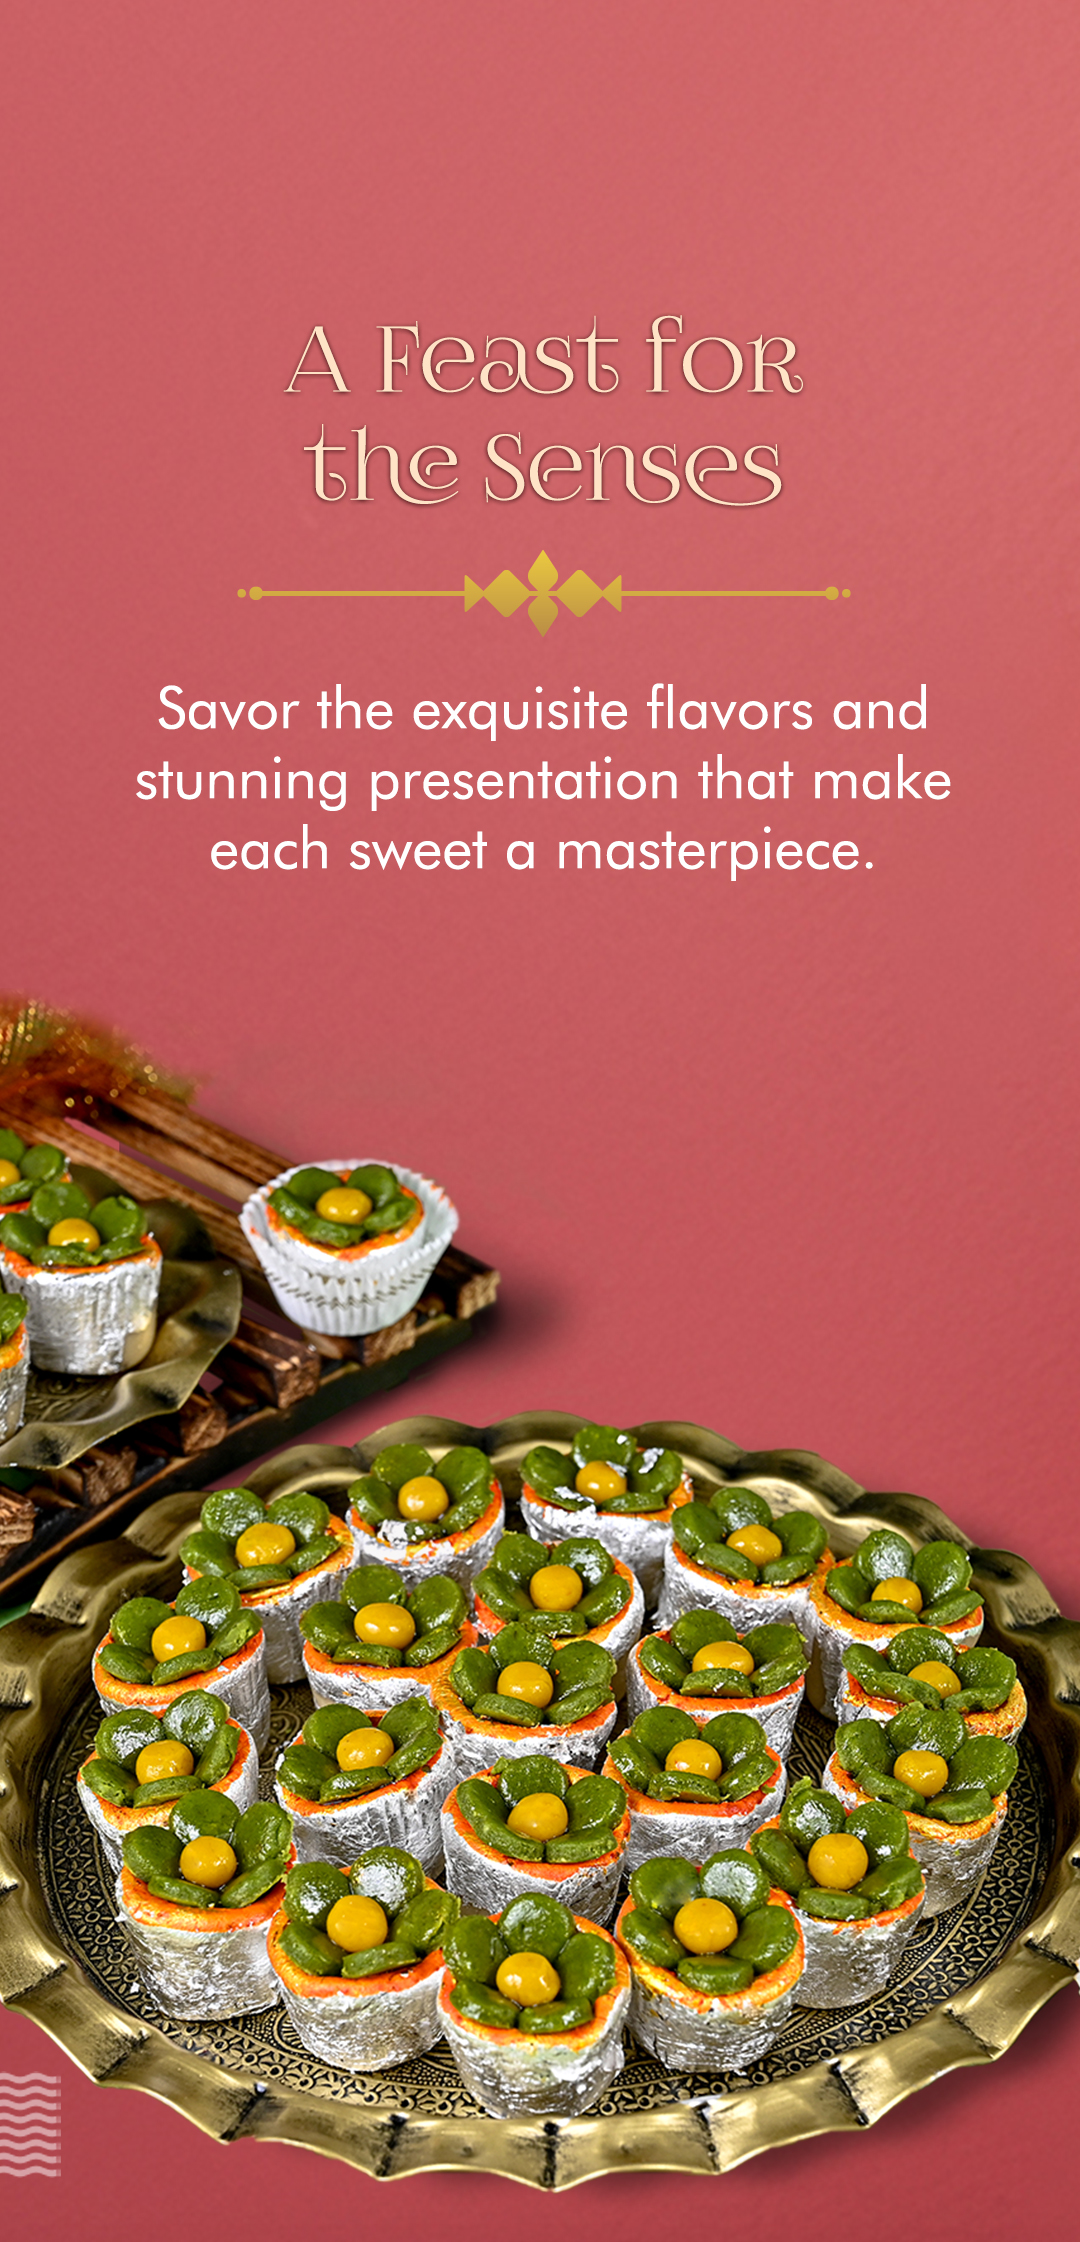 A Feast for
the Senses
Savor the exquisite flavors and
stunning presentation that make
each sweet a masterpiece.